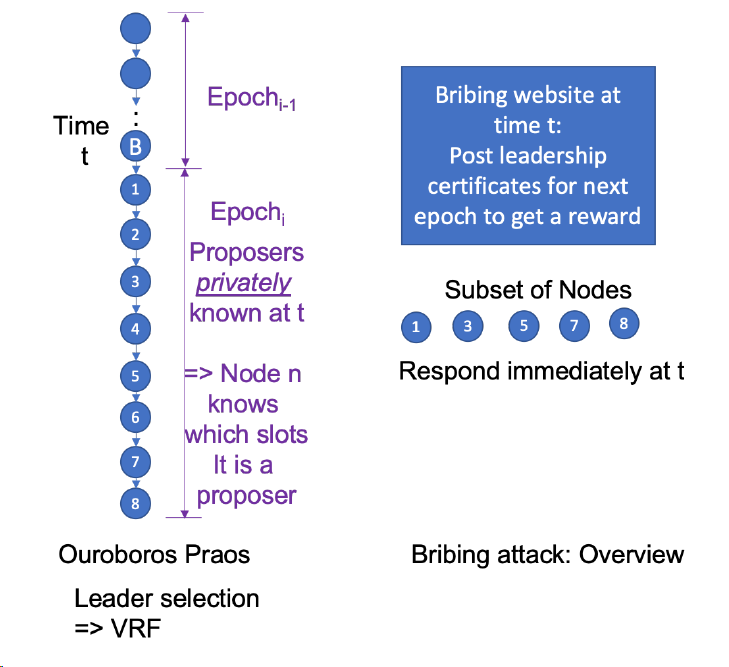 Epoch i-1
Time
t
:
B
1
2
3
4
5
6
7
8
Epoch i
Proposers
privately
known at t
=> Node n
knows
which slots
It is a
proposer
Ouroboros Praos
Leader selection
=> VRF
Bribing website at
time t:
Post leadership
certificates for next
epoch to get a reward
Subset of Nodes
1 3 5 7 8
Respond immediately at t
Bribing attack: Overview